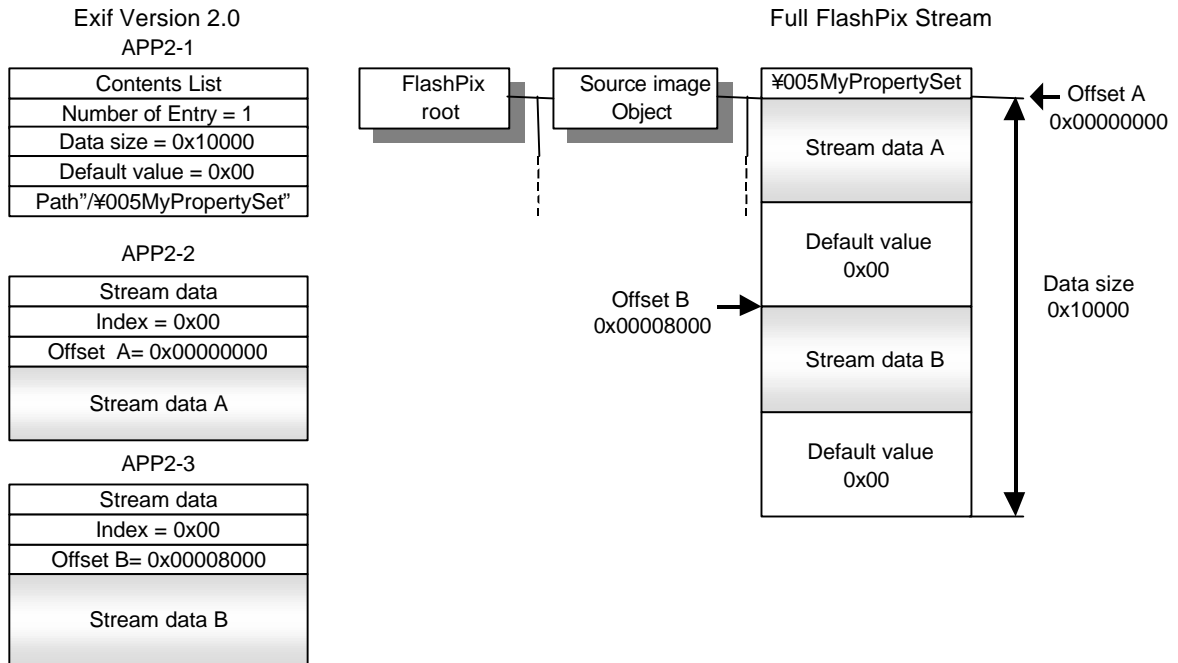 Exif Version 2.0
APP2-1
Contents List
Number of Entry = 1
Data size = 0x10000
Default value = 0x00
Path”/¥005MyPropertySet”
APP2-2
Stream data
Index = 0x00
Offset A= 0x00000000
Stream data A
APP2-3
Stream data
Index = 0x00
Offset B= 0x00008000
Stream data B
Full FlashPix Stream
FlashPix
root
Source image
Object
¥005MyPropertySet
Stream data A
Default value
0x00
Stream data B
Default value
0x00
Offset A
0x00000000
Offset B
0x00008000
Data size
0x10000